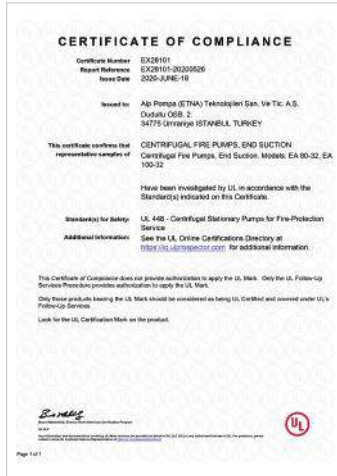 CERTIFICATE OF COMPLIANCE
Certificate Number EX28101
Report Reference EX28101-20200526
Issue Date 2020-JUNE-18
Issued to: Alp Pompa (ETNA) Teknolojileri San. Ve Tic. A.S.
Dudullu OSB. 2.
34775 Umraniye ISTANBUL TURKEY
This certificate confirms that CENTRIFUGAL FIRE PUMPS, END SUCTION
representative samples of Centrifugal Fire Pumps, End Suction, Models: EA 80-32, EA
100-32
Have been investigated by UL in accordance with the
Standard(s) indicated on this Certificate.
Standard(s) for Safety: UL 448 - Centrifugal Stationary Pumps for Fire-Protection
Service
Additional Information: See the UL Online Certifications Directory at
https://iq.ulprospector.com for additional information.
This Certificate of Compliance does not provide authorization to apply the UL Mark. Only the UL Follow-Up
Services Procedure provides authorization to apply the UL Mark.
Only those products bearing the UL Mark should be considered as being UL Certified and covered under UL's
Follow-Up Services.
Look for the UL Certification Mark on the product.
UL
Page 1 of 1